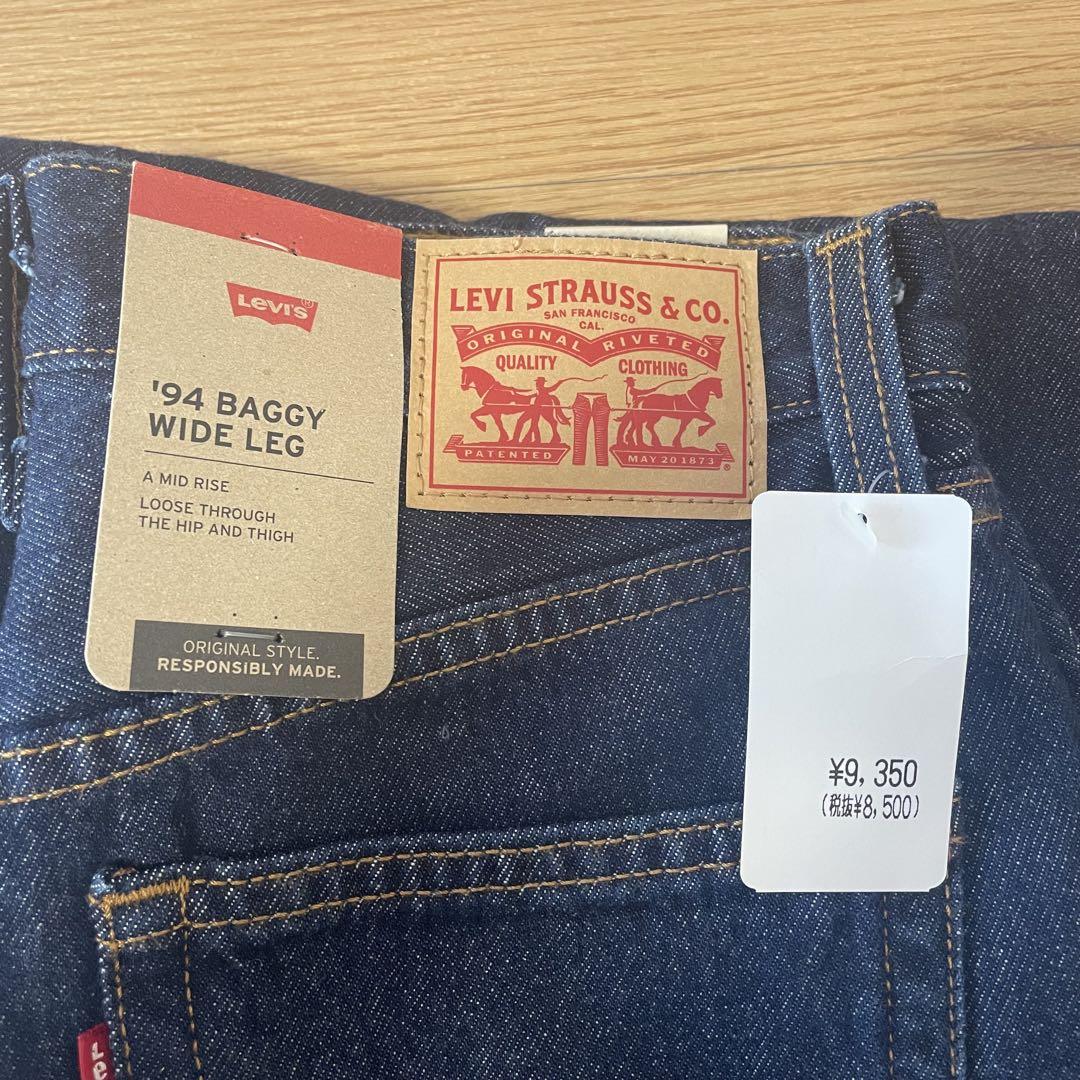 Levi's®
'94 BAGGY
WIDE LEG
A MID RISE
LOOSE THROUGH
THE HIP AND THIGH
ORIGINAL STYLE.
RESPONSIBLY MADE.
LEVI STRAUSS & CO.
SAN FRANCISCO
CAL.
ORIGINAL RIVETED
QUALITY CLOTHING
PATENTED MAY 20 1873 ®
¥9,350
(税抜¥8,500)
Le